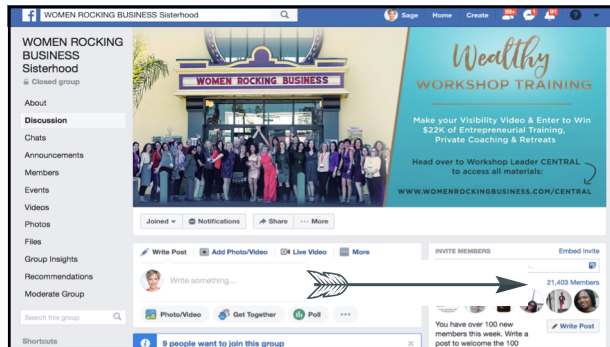 WOMEN ROCKING BUSINESS Sisterhood
Sage Home Create 99+ 1 91
WOMEN ROCKING
BUSINESS
Sisterhood
Closed group
About
Discussion
Chats
Announcements
Members
Events
Videos
Photos
Files
Group Insights
Recommendations
Moderate Group
Search this group
Shortcuts
WOMEN ROCKING BUSINESS
Wealthy
WORKSHOP TRAINING
Make your Visibility Video & Enter to Win
$22K of Entrepreneurial Training,
Private Coaching & Retreats
Head over to Workshop Leader CENTRAL
to access all materials:
WWW.WOMENROCKINGBUSINESS.COM/CENTRAL
Joined Notifications Share ··· More
Write Post Add Photo/Video Live Video More
Write something...
Photo/Video Get Together Poll ···
9 people want to join this group
INVITE MEMBERS Embed Invite
21,403 Members
You have over 100 new
members this week. Write a
post to welcome the 100
Write Post